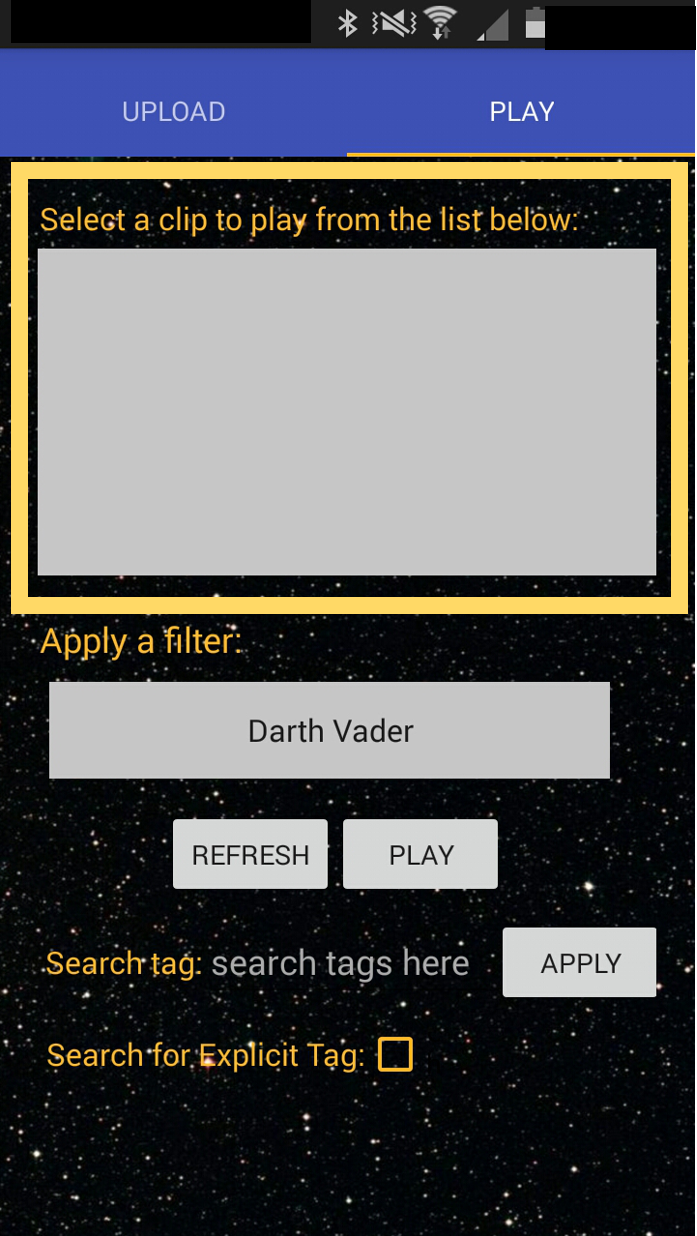 UPLOAD PLAY
Select a clip to play from the list below:
Apply a filter:
Darth Vader
REFRESH PLAY
Search tag: search tags here APPLY
Search for Explicit Tag: